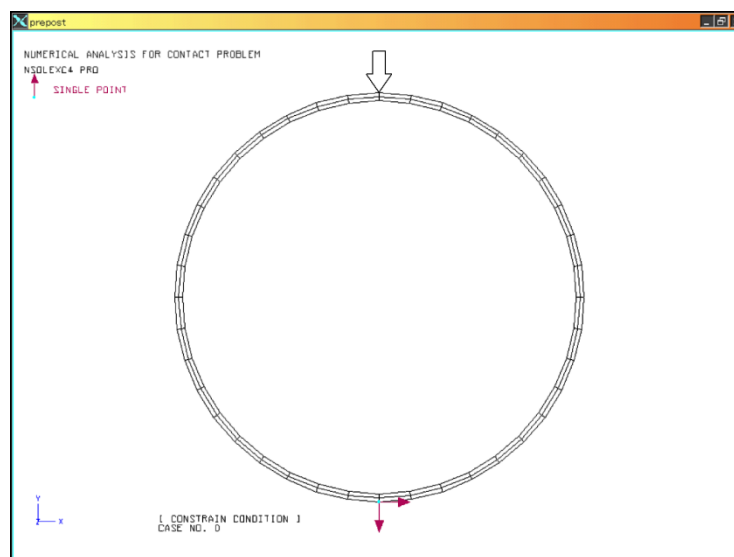 prepost
NUMERICAL ANALYSIS FOR CONTACT PROBLEM
NSOLEXC4 PRO
SINGLE POINT
Y
Z X
[ CONSTRAIN CONDITION ]
CASE NO. 0